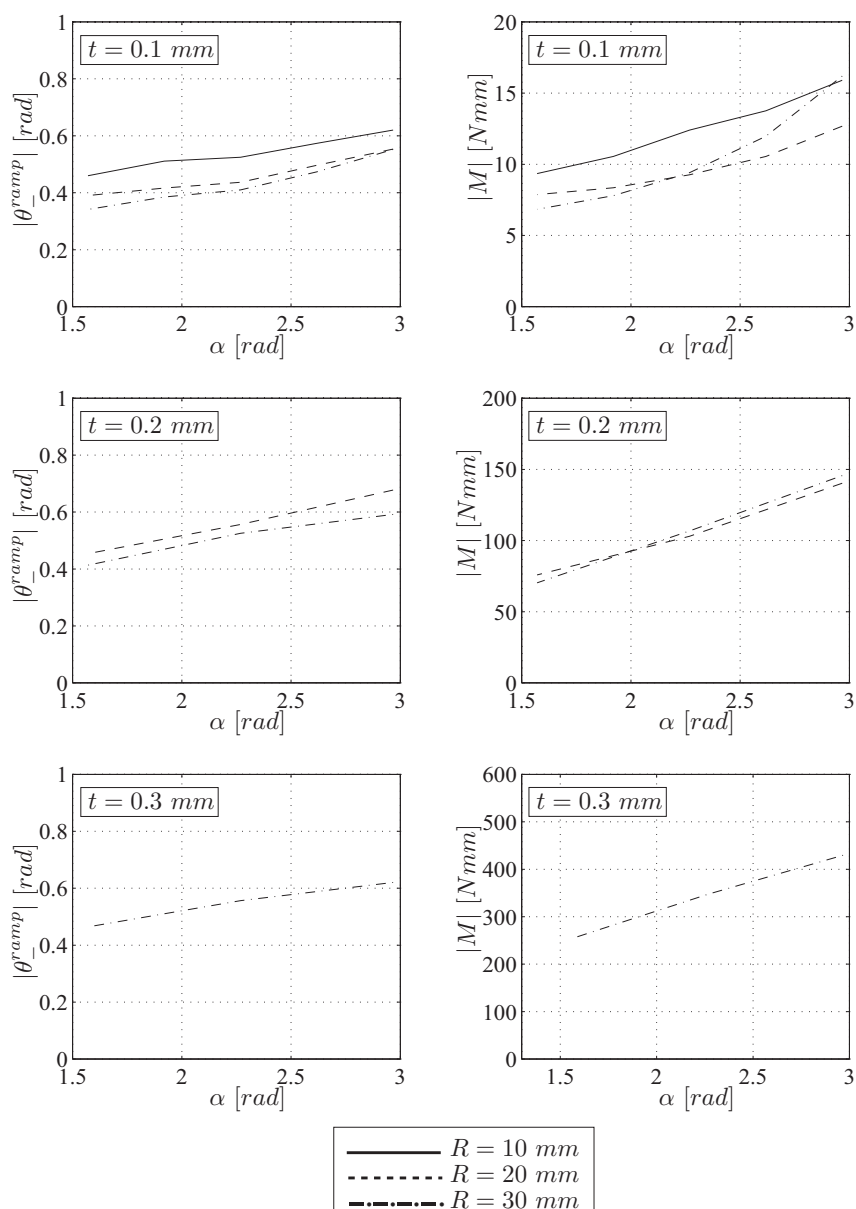 t = 0.1 mm
|θ_^{ramp}| [rad]
1
0.8
0.6
0.4
0.2
0
1.5 2 2.5 3
α [rad]
t = 0.1 mm
|M| [Nmm]
20
15
10
5
0
1.5 2 2.5 3
α [rad]
t = 0.2 mm
|θ_^{ramp}| [rad]
1
0.8
0.6
0.4
0.2
0
1.5 2 2.5 3
α [rad]
t = 0.2 mm
|M| [Nmm]
200
150
100
50
0
1.5 2 2.5 3
α [rad]
t = 0.3 mm
|θ_^{ramp}| [rad]
1
0.8
0.6
0.4
0.2
0
1.5 2 2.5 3
α [rad]
t = 0.3 mm
|M| [Nmm]
600
500
400
300
200
100
0
1.5 2 2.5 3
α [rad]
R = 10 mm
R = 20 mm
R = 30 mm